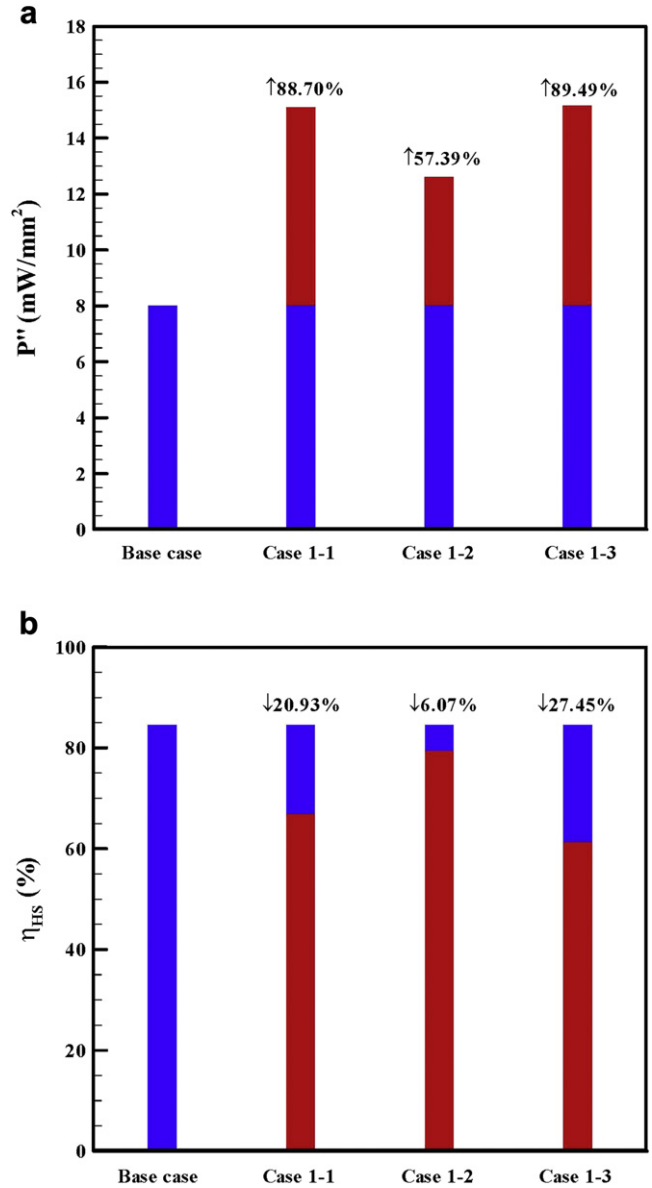 a
18
16
14
12
10
8
6
4
2
0
P" (mW/mm²)
↑88.70%
↑57.39%
↑89.49%
Base case Case 1-1 Case 1-2 Case 1-3
b
100
80
60
40
20
0
ηHS (%)
↓20.93% ↓6.07% ↓27.45%
Base case Case 1-1 Case 1-2 Case 1-3